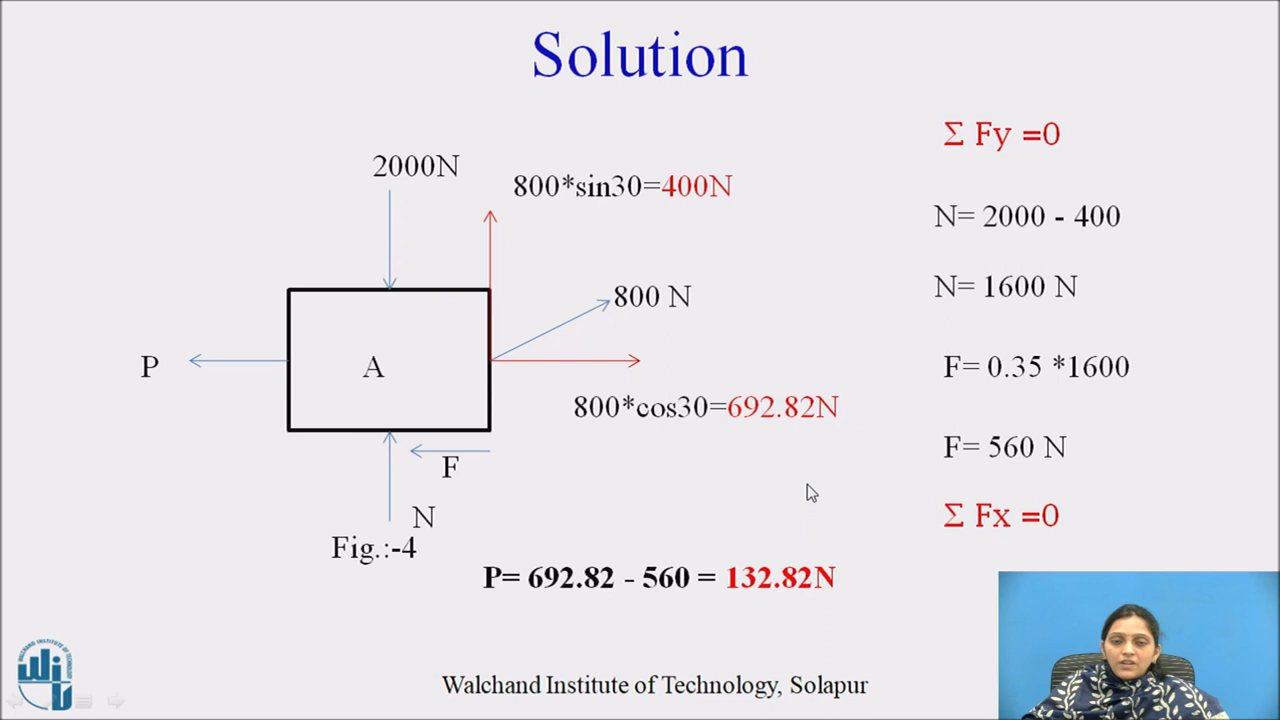 Solution
2000N
800*sin30=400N
800 N
P
A
800*cos30=692.82N
F
N
Fig.:-4
Σ Fy =0
N= 2000 - 400
N= 1600 N
F= 0.35 *1600
F= 560 N
Σ Fx =0
P= 692.82 - 560 = 132.82N
Walchand Institute of Technology, Solapur